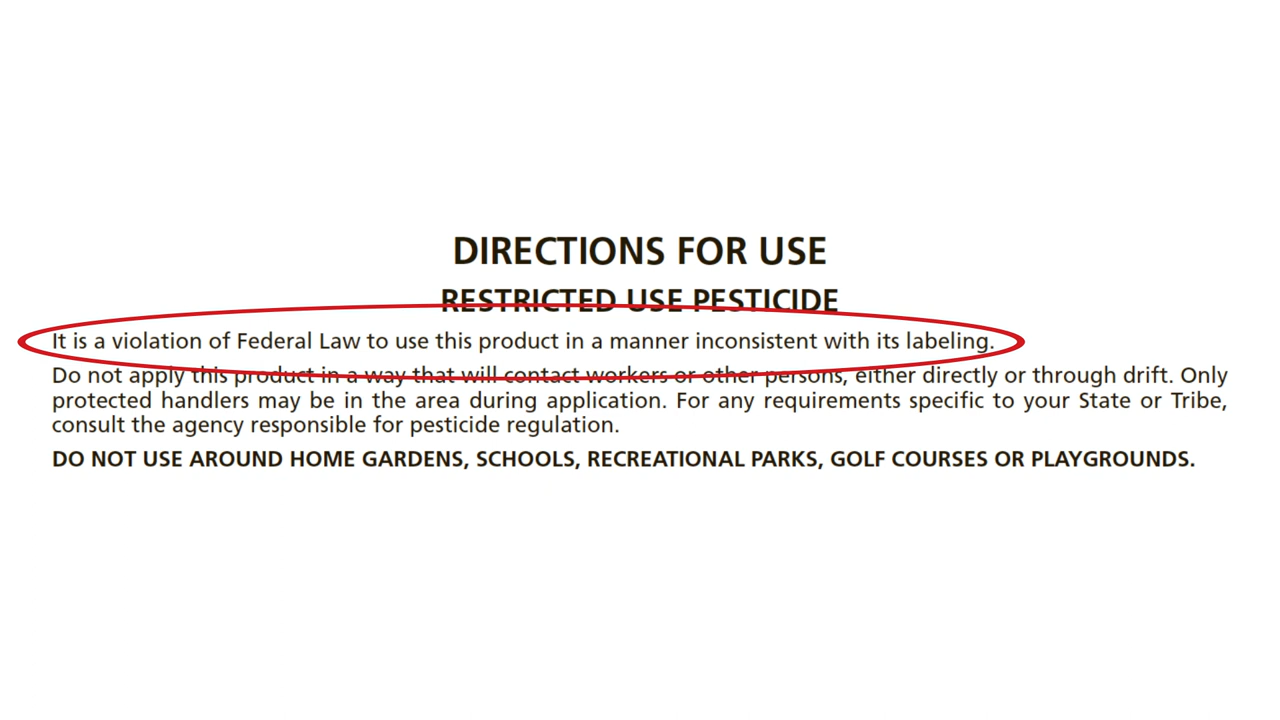 DIRECTIONS FOR USE
RESTRICTED USE PESTICIDE
It is a violation of Federal Law to use this product in a manner inconsistent with its labeling.
Do not apply this product in a way that will contact workers or other persons, either directly or through drift. Only
protected handlers may be in the area during application. For any requirements specific to your State or Tribe,
consult the agency responsible for pesticide regulation.
DO NOT USE AROUND HOME GARDENS, SCHOOLS, RECREATIONAL PARKS, GOLF COURSES OR PLAYGROUNDS.